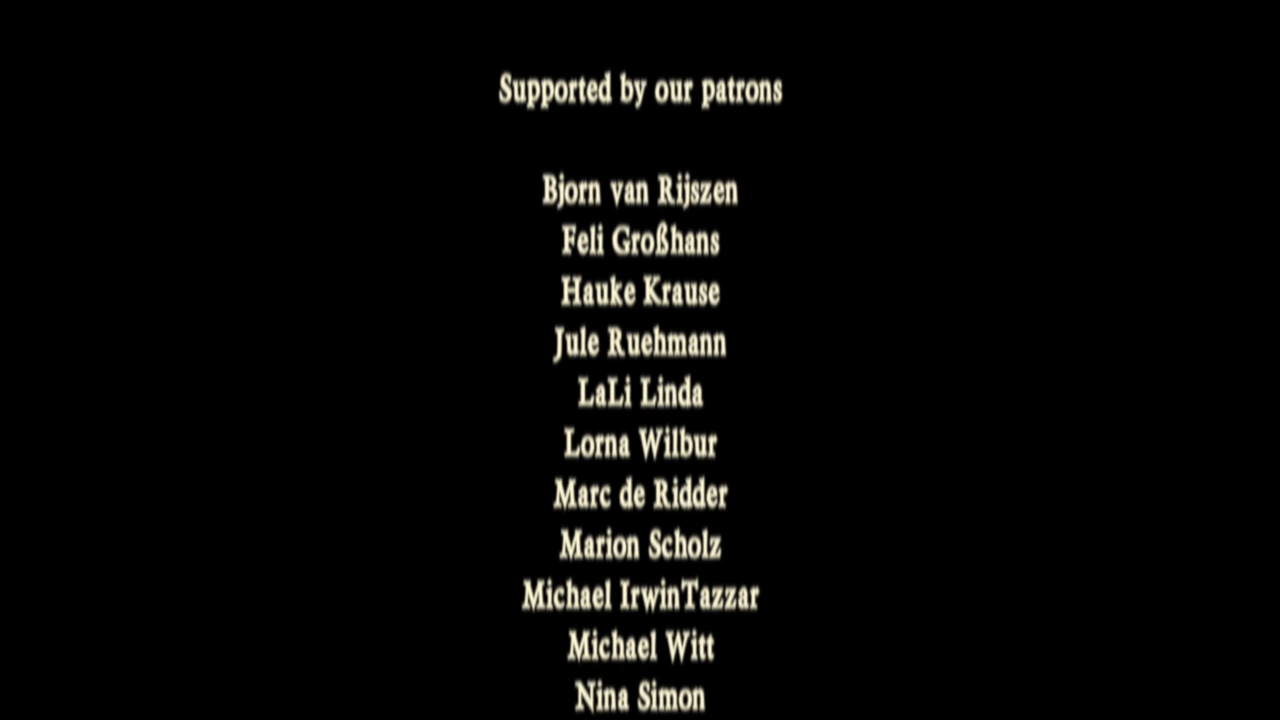 Supported by our patrons
Bjorn van Rijszen
Feli Großhans
Hauke Krause
Jule Ruehmann
LaLi Linda
Lorna Wilbur
Marc de Ridder
Marion Scholz
Michael IrwinTazzar
Michael Witt
Nina Simon